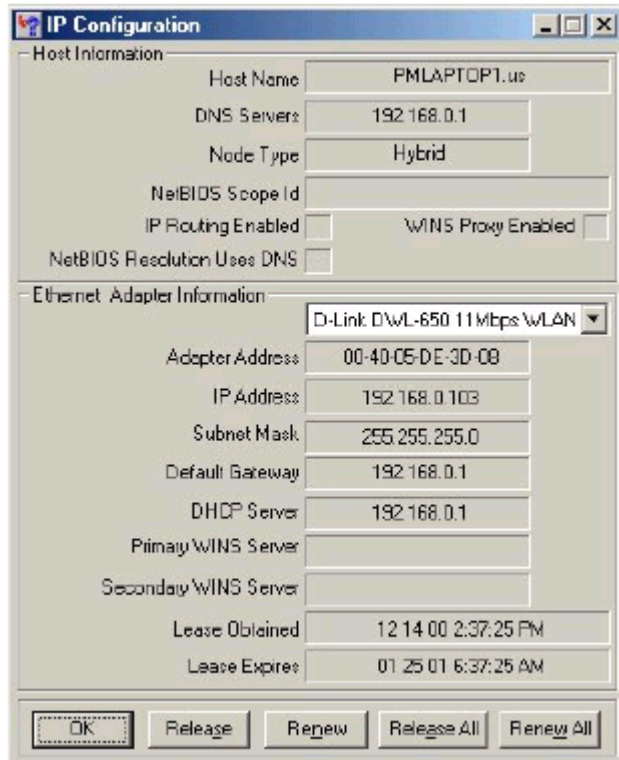 IP Configuration
Host Information
Host Name PMLAPTOP1.us
DNS Servers 192.168.0.1
Node Type Hybrid
NetBIOS Scope Id
IP Routing Enabled WINS Proxy Enabled
NetBIOS Resolution Uses DNS
Ethernet Adapter Information
D-Link DWL-650 11Mbps WLAN
Adapter Address 00-40-05-DE-3D-08
IP Address 192.168.0.103
Subnet Mask 255.255.255.0
Default Gateway 192.168.0.1
DHCP Server 192.168.0.1
Primary WINS Server
Secondary WINS Server
Lease Obtained 12 14 00 2:37:25 PM
Lease Expires 01 25 01 6:37:25 AM
OK Release Renew Release All Renew All